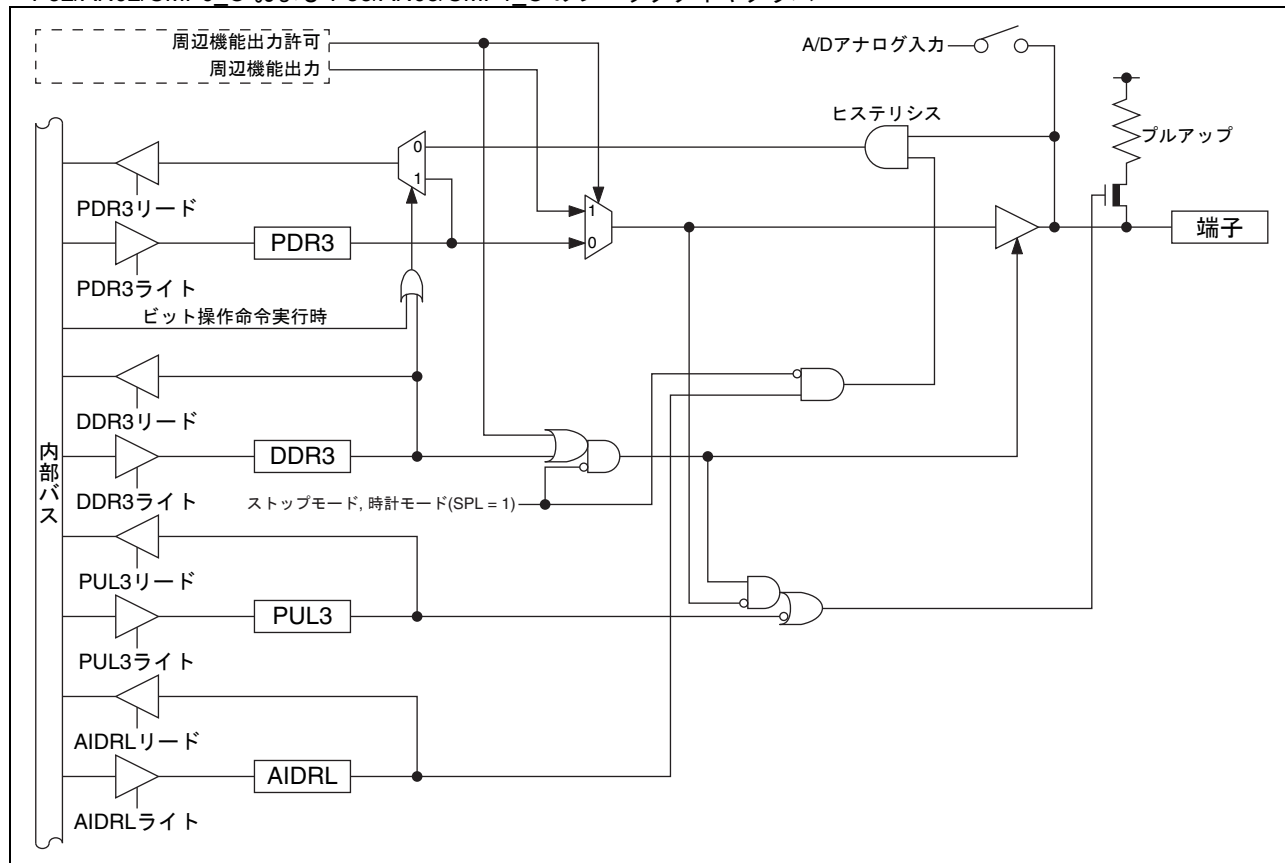 周辺機能出力許可
周辺機能出力
A/Dアナログ入力
ヒステリシス
プルアップ
0
1
PDR3リード
1
PDR3
0
端子
PDR3ライト
ビット操作命令実行時
DDR3リード
内部バス
DDR3
DDR3ライト
ストップモード, 時計モード(SPL = 1)
PUL3リード
PUL3
PUL3ライト
AIDRLリード
AIDRL
AIDRLライト